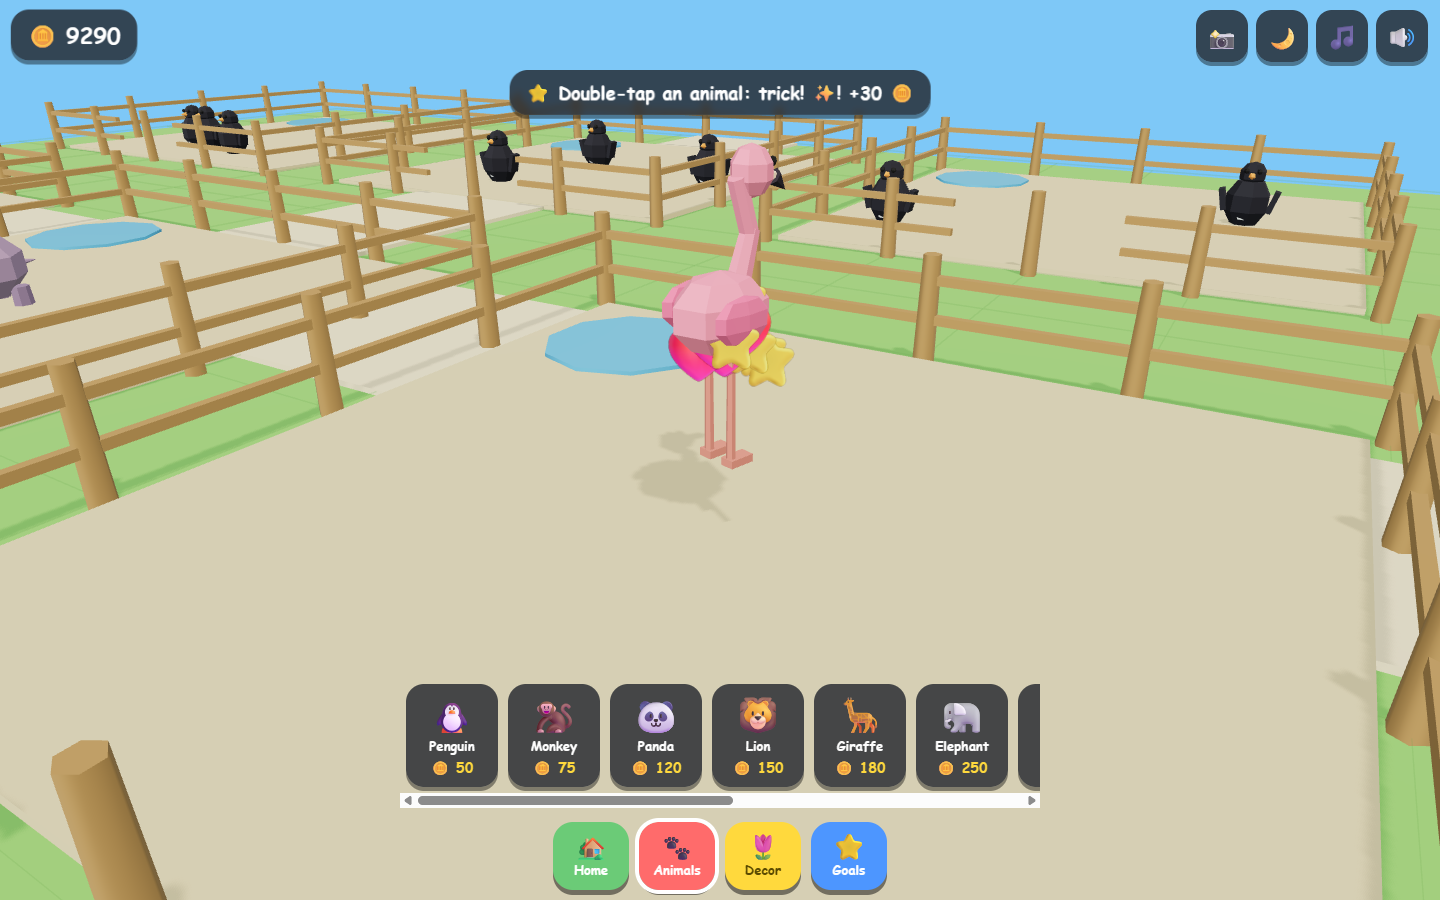 9290
Double-tap an animal: trick! ✨! +30
Penguin
50
Monkey
75
Panda
120
Lion
150
Giraffe
180
Elephant
250
Home
Animals
Decor
Goals